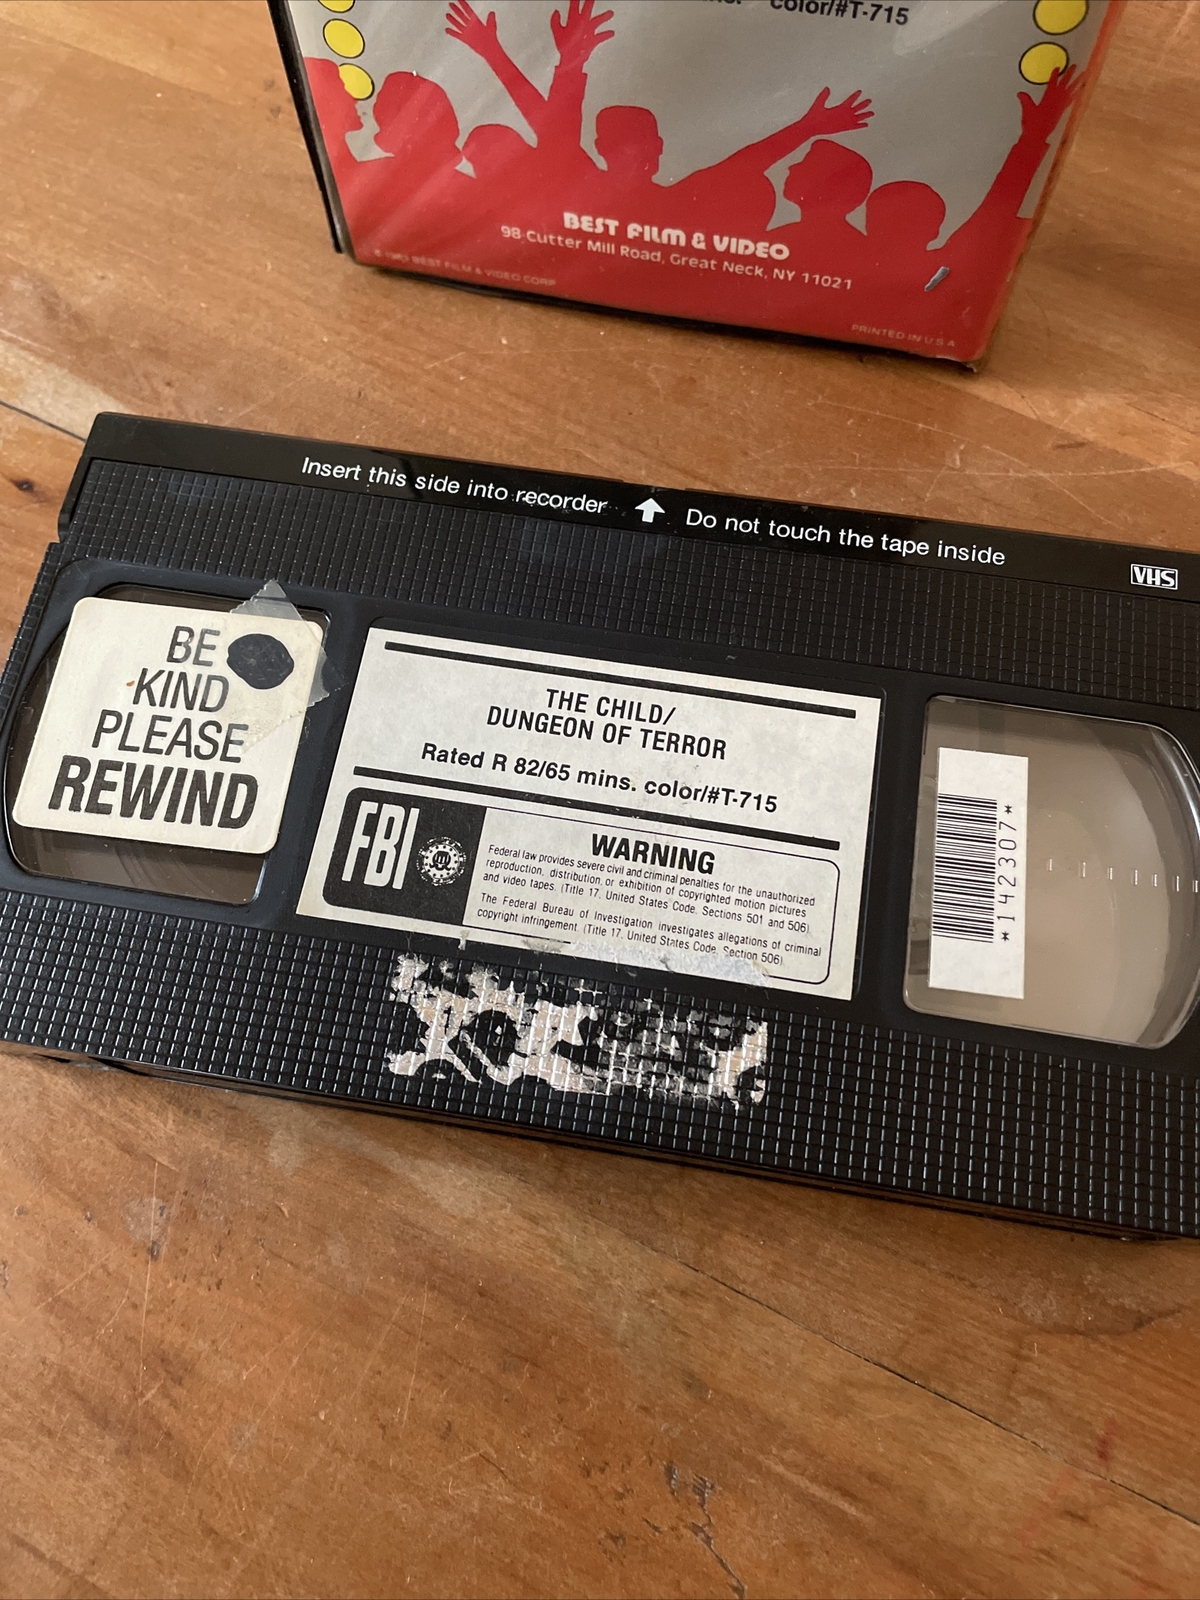 color/#T-715
BEST FILM & VIDEO
98 Cutter Mill Road, Great Neck, NY 11021
BEST FILM & VIDEO CORP
PRINTED IN U.S.A
Insert this side into recorder
Do not touch the tape inside
VHS
BE
KIND
PLEASE
REWIND
THE CHILD/
DUNGEON OF TERROR
Rated R 82/65 mins. color/#T-715
FBI
WARNING
Federal law provides severe civil and criminal penalties for the unauthorized
reproduction, distribution, or exhibition of copyrighted motion pictures
and video tapes. (Title 17, United States Code, Sections 501 and 506).
The Federal Bureau of Investigation investigates allegations of criminal
copyright infringement. (Title 17, United States Code, Section 506).
*142307*